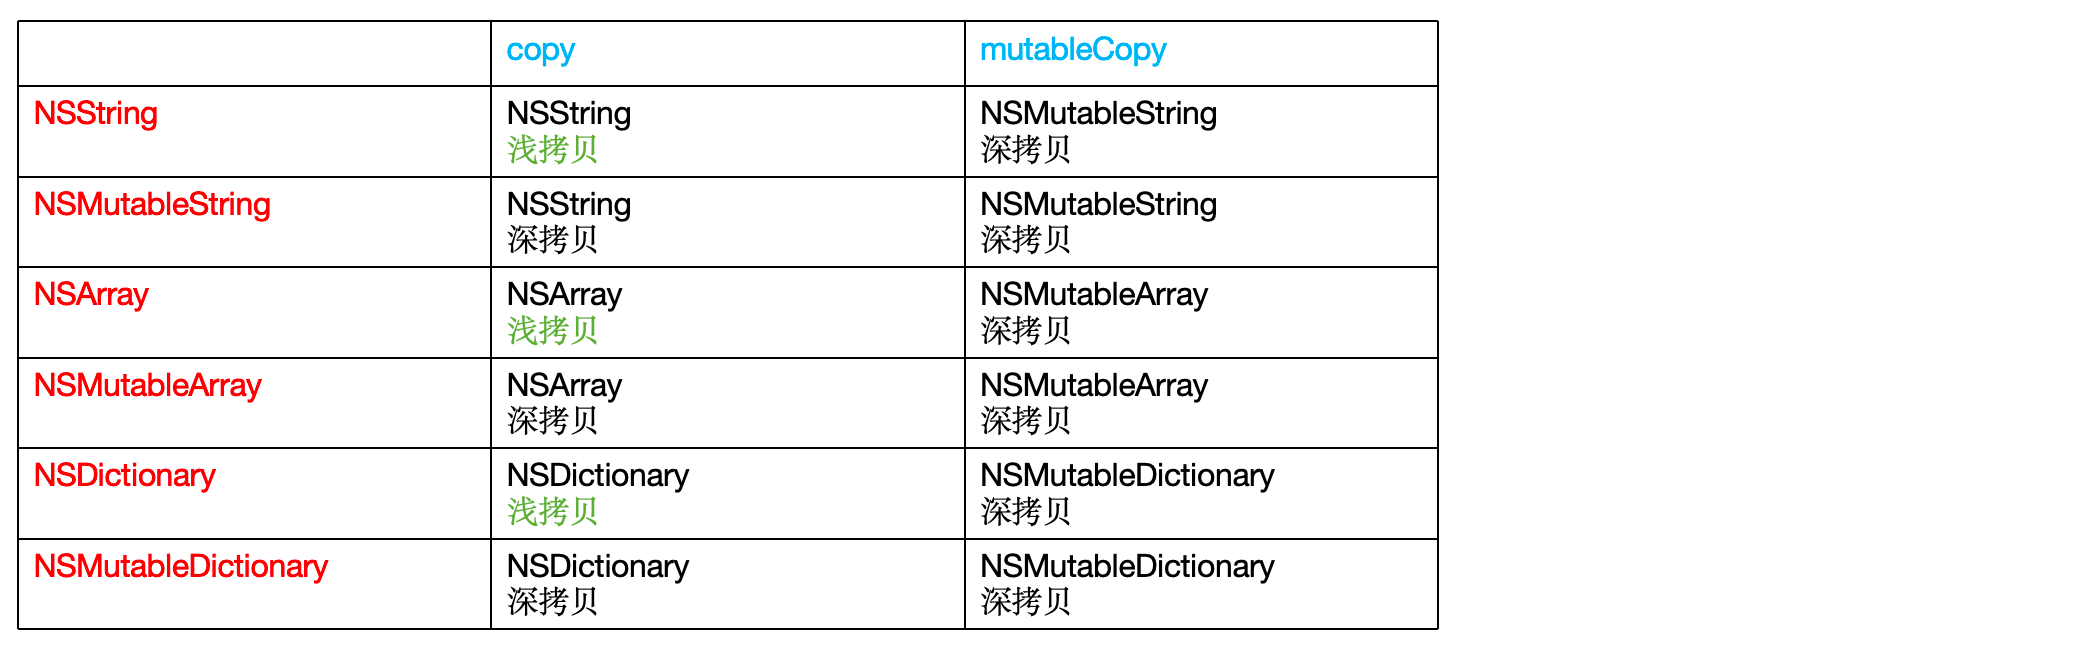 copy
mutableCopy
NSString
NSString
浅拷贝
NSMutableString
深拷贝
NSMutableString
NSString
深拷贝
NSMutableString
深拷贝
NSArray
NSArray
浅拷贝
NSMutableArray
深拷贝
NSMutableArray
NSArray
深拷贝
NSMutableArray
深拷贝
NSDictionary
NSDictionary
浅拷贝
NSMutableDictionary
深拷贝
NSMutableDictionary
NSDictionary
深拷贝
NSMutableDictionary
深拷贝